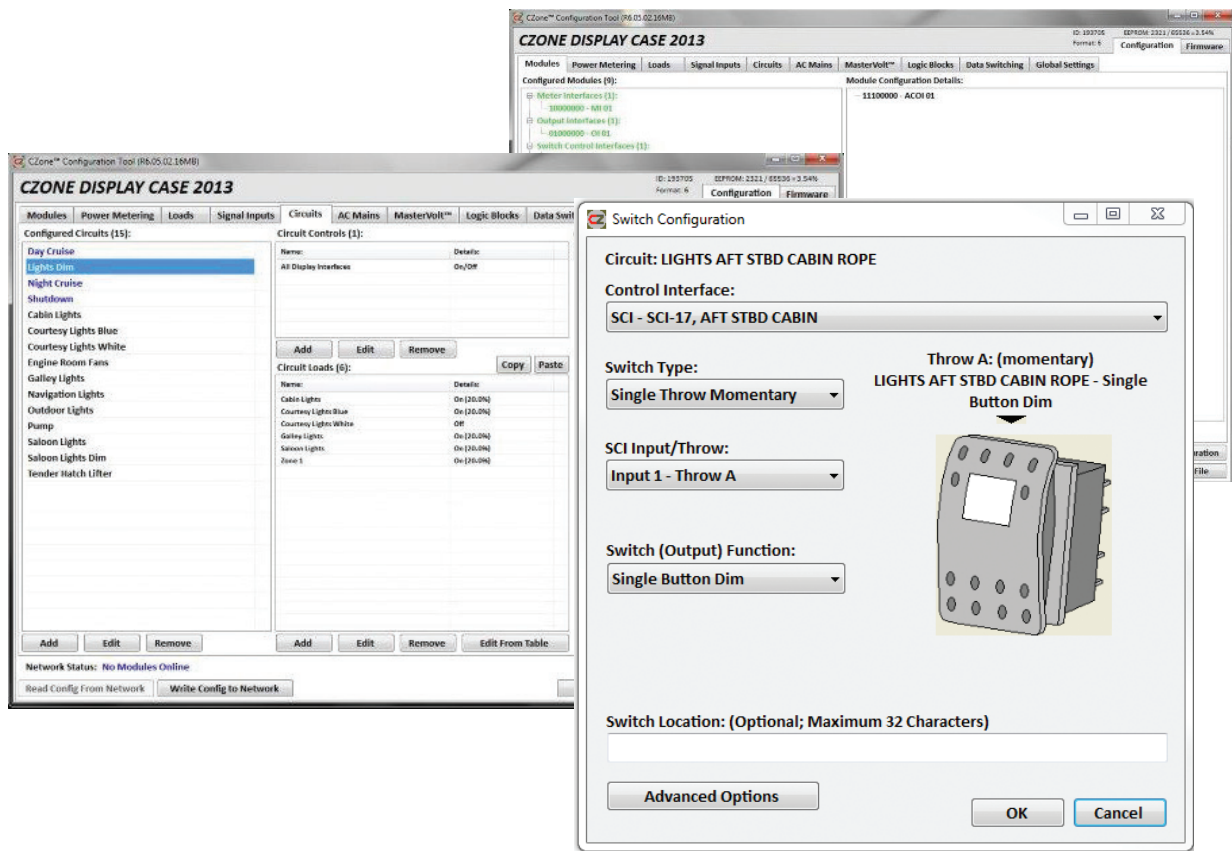 CZone™ Configuration Tool (R6.05.02.16MB)
CZONE DISPLAY CASE 2013
ID: 193705 EEPROM: 2321 / 65536 = 3.54%
Format: 6 Configuration Firmware
Modules Power Metering Loads Signal Inputs Circuits AC Mains MasterVolt™ Logic Blocks Data Switching Global Settings
Configured Modules (9): Module Configuration Details:
Meter Interfaces (1): 11100000 - ACOI 01
10000000 - MI 01
Output Interfaces (1):
01000000 - OI 01
Switch Control Interfaces (1):
ration
File
CZone™ Configuration Tool (R6.05.02.16MB)
CZONE DISPLAY CASE 2013
ID: 193705 EEPROM: 2321 / 65536 = 3.54%
Format: 6 Configuration Firmware
Modules Power Metering Loads Signal Inputs Circuits AC Mains MasterVolt™ Logic Blocks Data Swit
Configured Circuits (15):
Day Cruise
Lights Dim
Night Cruise
Shutdown
Cabin Lights
Courtesy Lights Blue
Courtesy Lights White
Engine Room Fans
Galley Lights
Navigation Lights
Outdoor Lights
Pump
Saloon Lights
Saloon Lights Dim
Tender Hatch Lifter
Add Edit Remove
Circuit Controls (1):
Name: Details:
All Display Interfaces On/Off
Add Edit Remove
Circuit Loads (6): Copy Paste
Name: Details:
Cabin Lights On (20.0%)
Courtesy Lights Blue On (20.0%)
Courtesy Lights White Off
Galley Lights On (20.0%)
Saloon Lights On (20.0%)
Zone 1 On (20.0%)
Add Edit Remove Edit From Table
Network Status: No Modules Online
Read Config From Network Write Config to Network
Switch Configuration
Circuit: LIGHTS AFT STBD CABIN ROPE
Control Interface:
SCI - SCI-17, AFT STBD CABIN
Switch Type:
Single Throw Momentary
SCI Input/Throw:
Input 1 - Throw A
Switch (Output) Function:
Single Button Dim
Throw A: (momentary)
LIGHTS AFT STBD CABIN ROPE - Single
Button Dim
Switch Location: (Optional; Maximum 32 Characters)
Advanced Options
OK Cancel